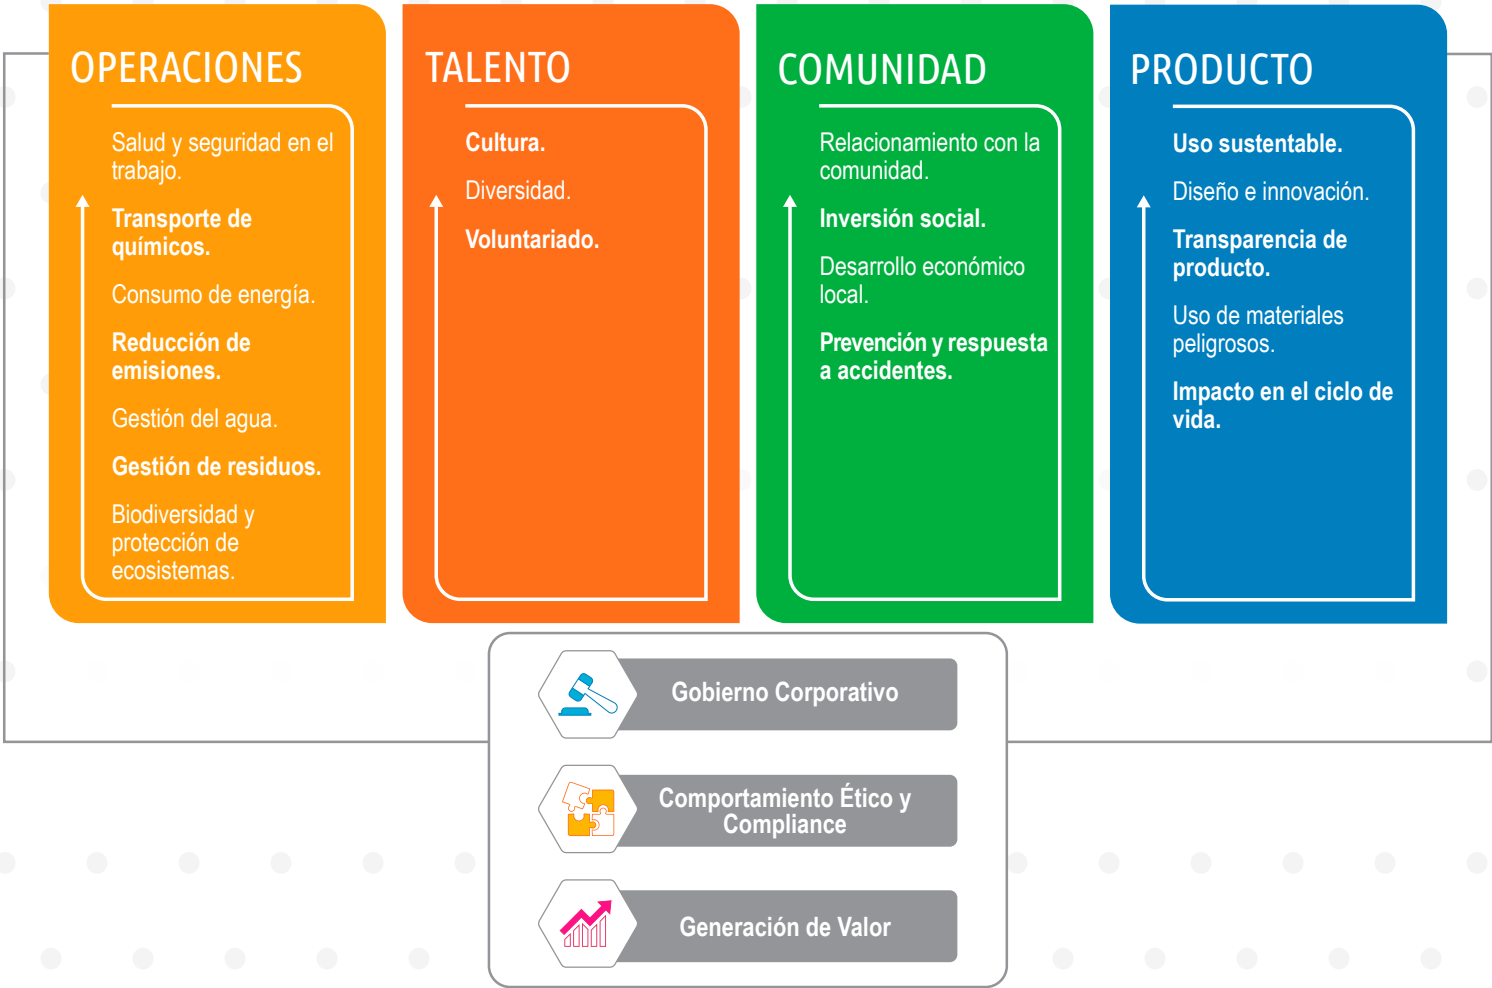 OPERACIONES
Salud y seguridad en el
trabajo.
Transporte de
químicos.
Consumo de energía.
Reducción de
emisiones.
Gestión del agua.
Gestión de residuos.
Biodiversidad y
protección de
ecosistemas.
TALENTO
Cultura.
Diversidad.
Voluntariado.
COMUNIDAD
Relacionamiento con la
comunidad.
Inversión social.
Desarrollo económico
local.
Prevención y respuesta
a accidentes.
PRODUCTO
Uso sustentable.
Diseño e innovación.
Transparencia de
producto.
Uso de materiales
peligrosos.
Impacto en el ciclo de
vida.
Gobierno Corporativo
Comportamiento Ético y
Compliance
Generación de Valor